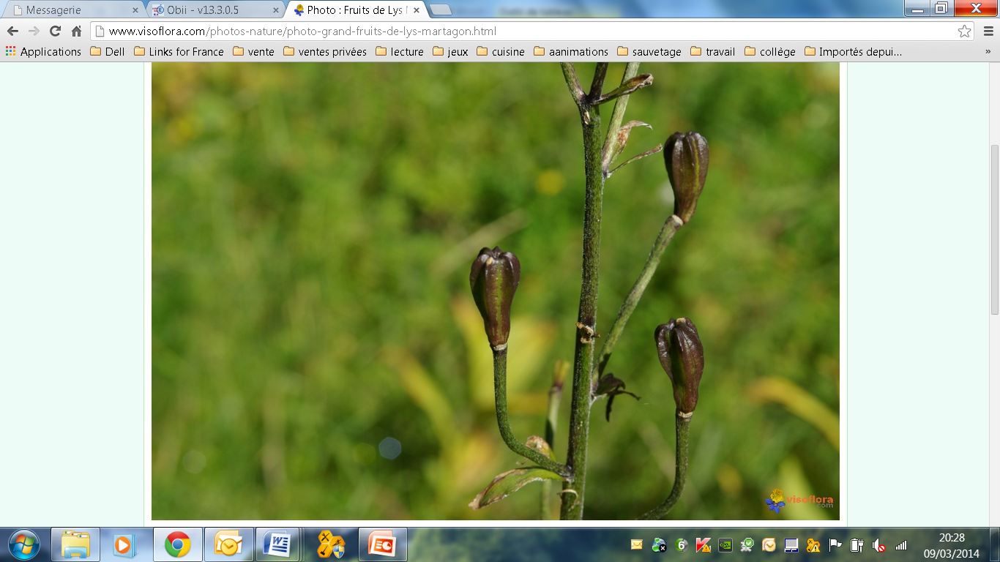 Messagerie
Obii - v13.3.0.5
Photo : Fruits de Lys
www.visoflora.com/photos-nature/photo-grand-fruits-de-lys-martagon.html
Applications Dell Links for France vente ventes privées lecture jeux cuisine aanimations sauvetage travail collège Importés depui... »
visoflora
.com
20:28
09/03/2014